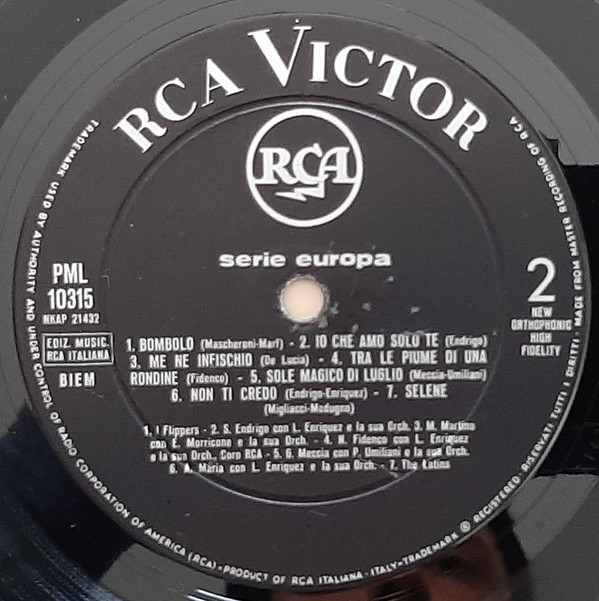 RCA VICTOR
RCA
serie europa
PML
10315
NKAP 21432
EDIZ. MUSIC.
RCA ITALIANA
BIEM
2
NEW
ORTHOPHONIC
HIGH
FIDELITY
1. BOMBOLO (Mascheroni-Marf) - 2. IO CHE AMO SOLO TE (Endrigo)
3. ME NE INFISCHIO (De Lucia) - 4. TRA LE PIUME DI UNA
RONDINE (Fidenco) - 5. SOLE MAGICO DI LUGLIO (Meccia-Umiliani)
6. NON TI CREDO (Endrigo-Enriquez) - 7. SELENE
(Migliacci-Modugno)
1. I Flippers - 2. S. Endrigo con L. Enriquez e la sua Orch. 3. M. Martino
con E. Morricone e la sua Orch. - 4. N. Fidenco con L. Enriquez
e la sua Orch. Coro RCA - 5. G. Meccia con P. Umiliani e la sua Orch.
6. A. Maria con L. Enriquez e la sua Orch. - 7. The Latins
TRADEMARK USED BY AUTHORITY AND UNDER CONTROL OF RADIO CORPORATION OF AMERICA (RCA) - PRODUCT OF RCA ITALIANA - ITALY - TRADEMARK ® REGISTERED - RISERVATI TUTTI I DIRITTI - MADE FROM MASTER RECORDING OF RCA